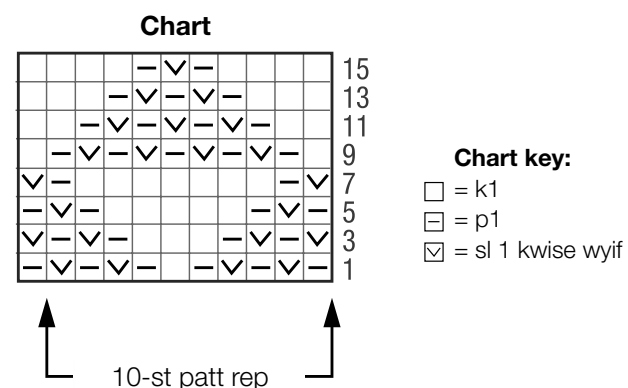 Chart
15
13
11
9
7
5
3
1
10-st patt rep
Chart key:
= k1
= p1
= sl 1 kwise wyif